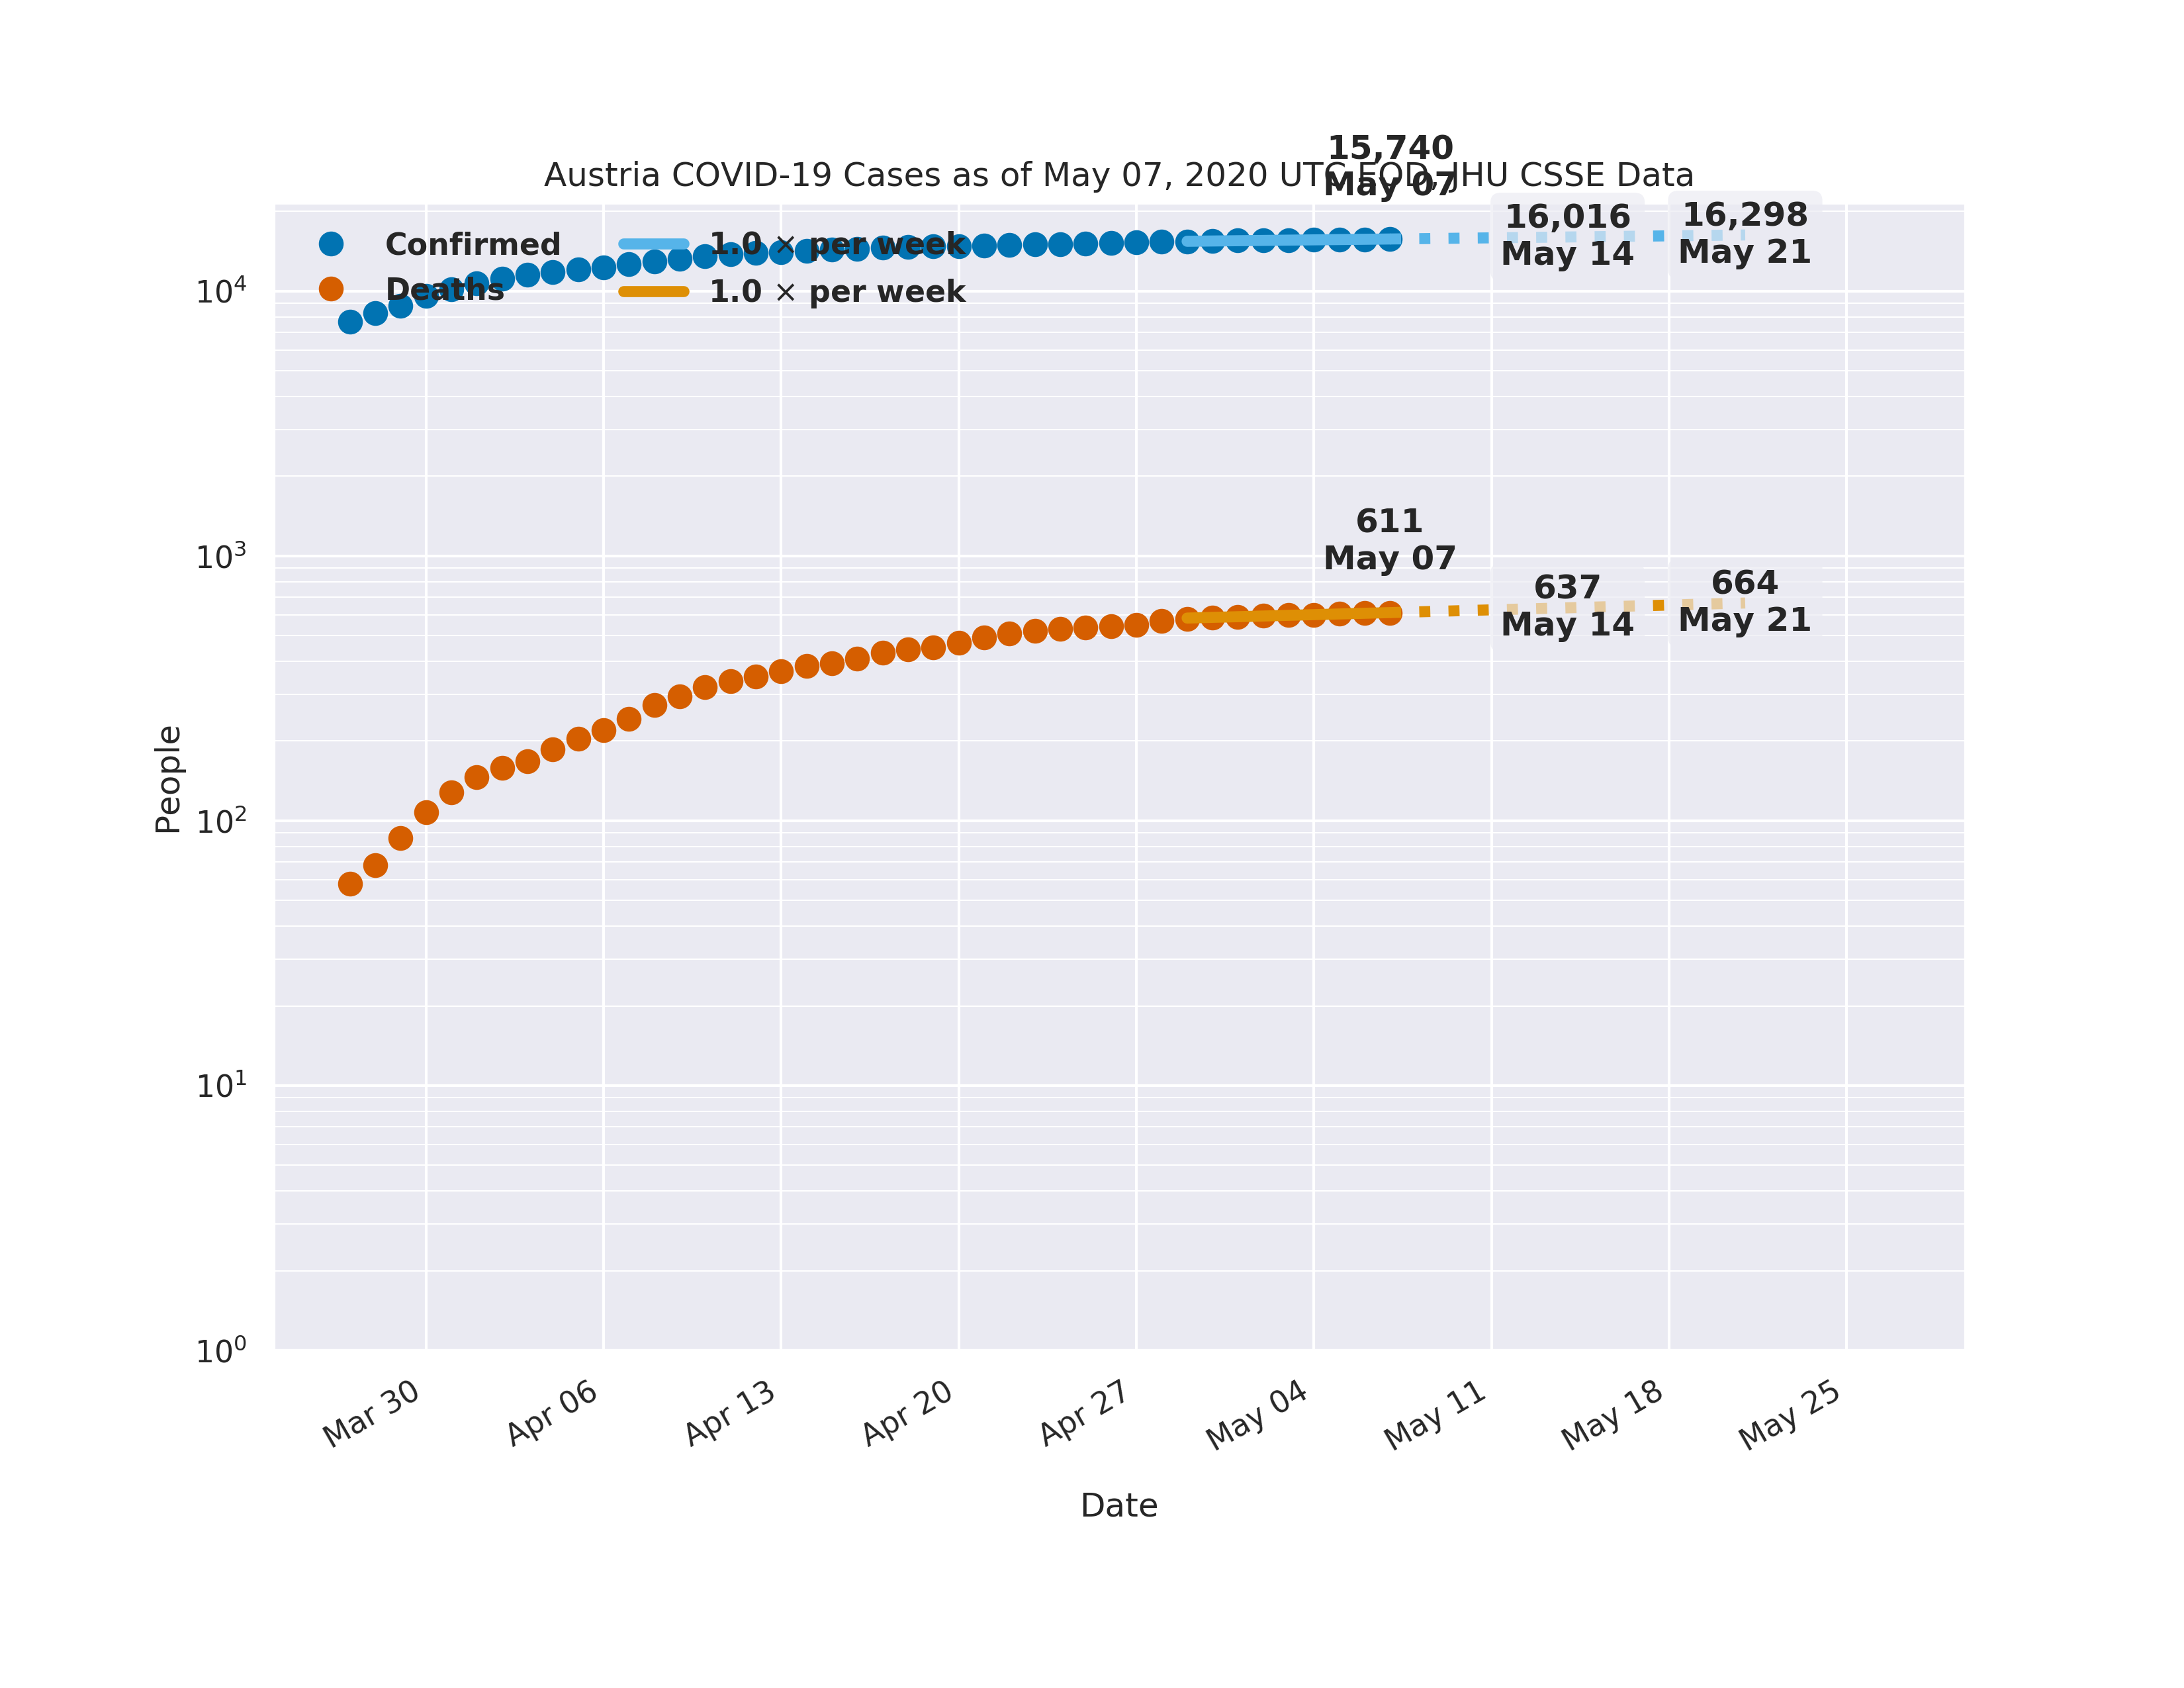 15,740
May 07
Austria COVID-19 Cases as of May 07, 2020 UTC EOD, JHU CSSE Data
Confirmed
Deaths
1.0 × per week
1.0 × per week
16,016
May 14
16,298
May 21
611
May 07
637
May 14
664
May 21
People
10⁴
10³
10²
10¹
10⁰
Mar 30
Apr 06
Apr 13
Apr 20
Apr 27
May 04
May 11
May 18
May 25
Date